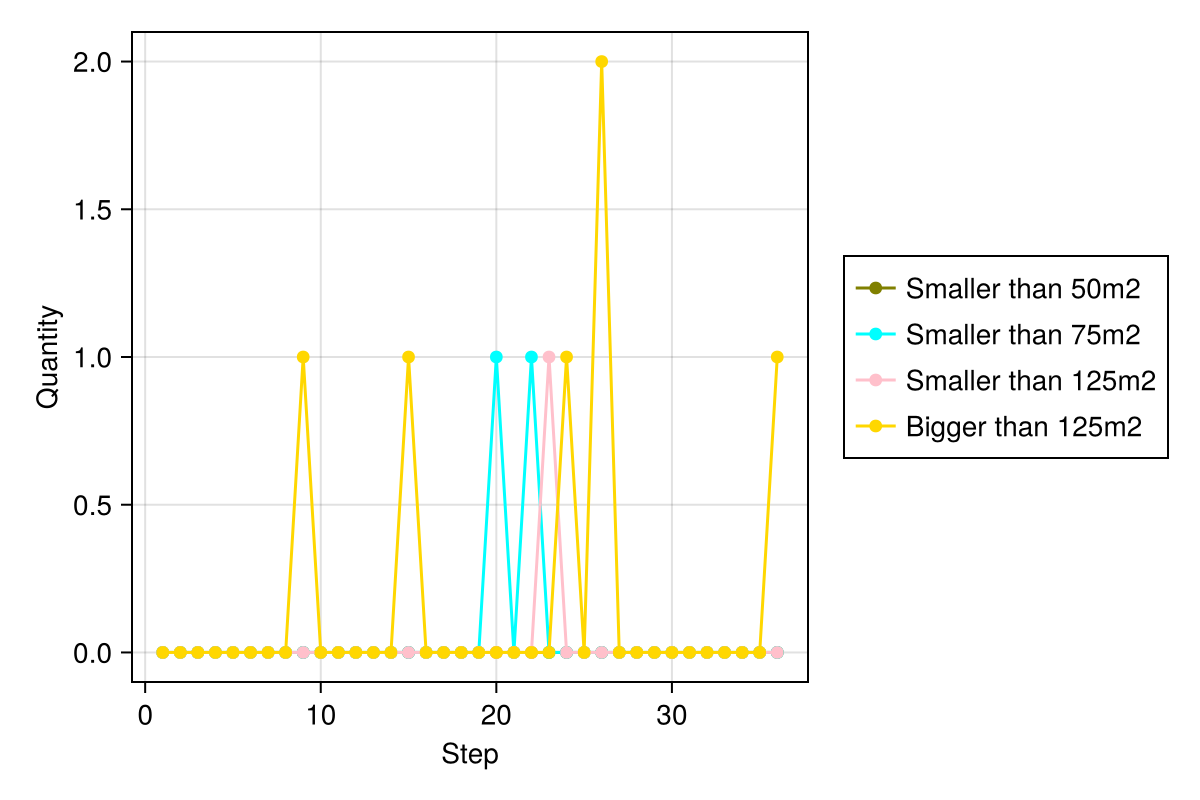 2.0
1.5
1.0
0.5
0.0
Quantity
0 10 20 30
Step
Smaller than 50m2
Smaller than 75m2
Smaller than 125m2
Bigger than 125m2